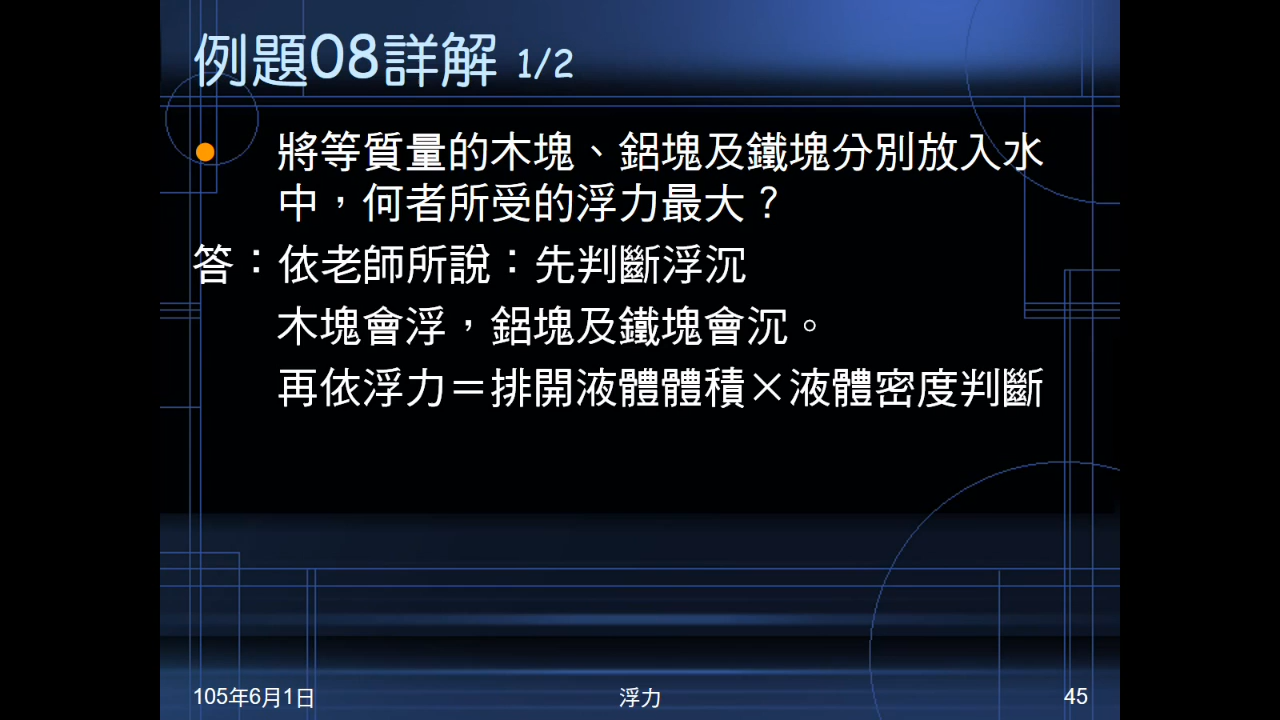 例題08詳解 1/2
將等質量的木塊、鋁塊及鐵塊分別放入水
中，何者所受的浮力最大？
答：依老師所說：先判斷浮沉
木塊會浮，鋁塊及鐵塊會沉。
再依浮力＝排開液體體積×液體密度判斷
105年6月1日
浮力
45